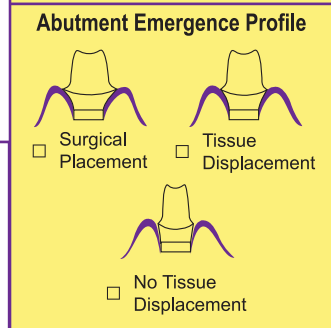 Abutment Emergence Profile
☐ Surgical
Placement
☐ Tissue
Displacement
☐ No Tissue
Displacement